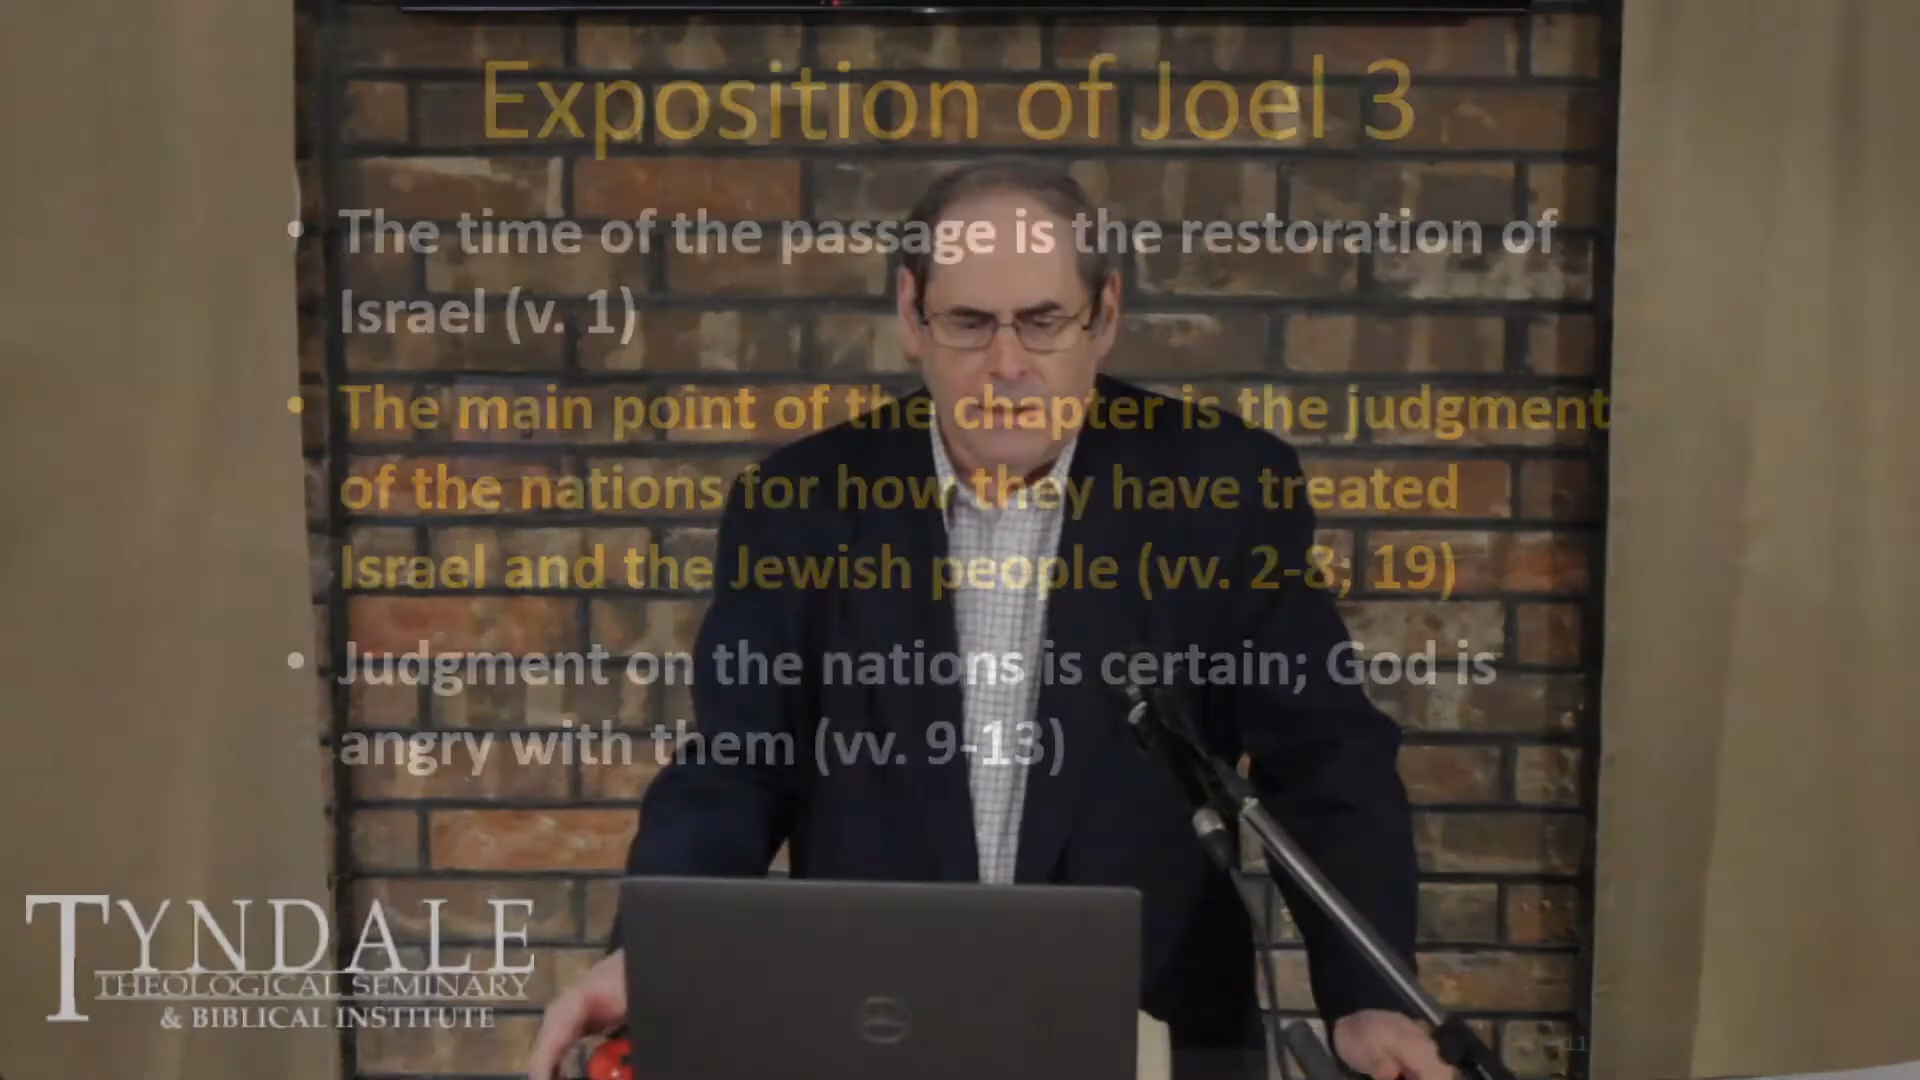 Exposition of Joel 3
• The time of the passage is the restoration of
Israel (v. 1)
• The main point of the chapter is the judgment
of the nations for how they have treated
Israel and the Jewish people (vv. 2-8; 19)
• Judgment on the nations is certain; God is
angry with them (vv. 9-13)
TYNDALE
THEOLOGICAL SEMINARY
& BIBLICAL INSTITUTE
11